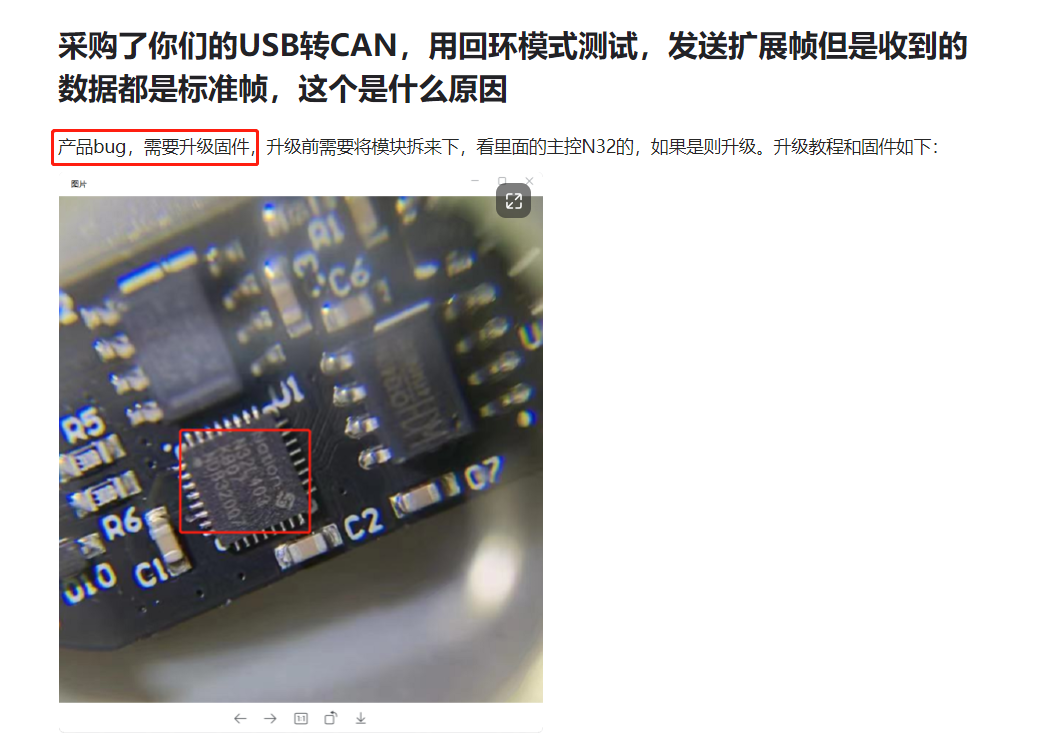 采购了你们的USB转CAN，用回环模式测试，发送扩展帧但是收到的
数据都是标准帧，这个是什么原因
产品bug，需要升级固件，升级前需要将模块拆来下，看里面的主控N32的，如果是则升级。升级教程和固件如下：
图片
R1
C6
U1
R5
R6
C1
C2
C7
U10
1:1